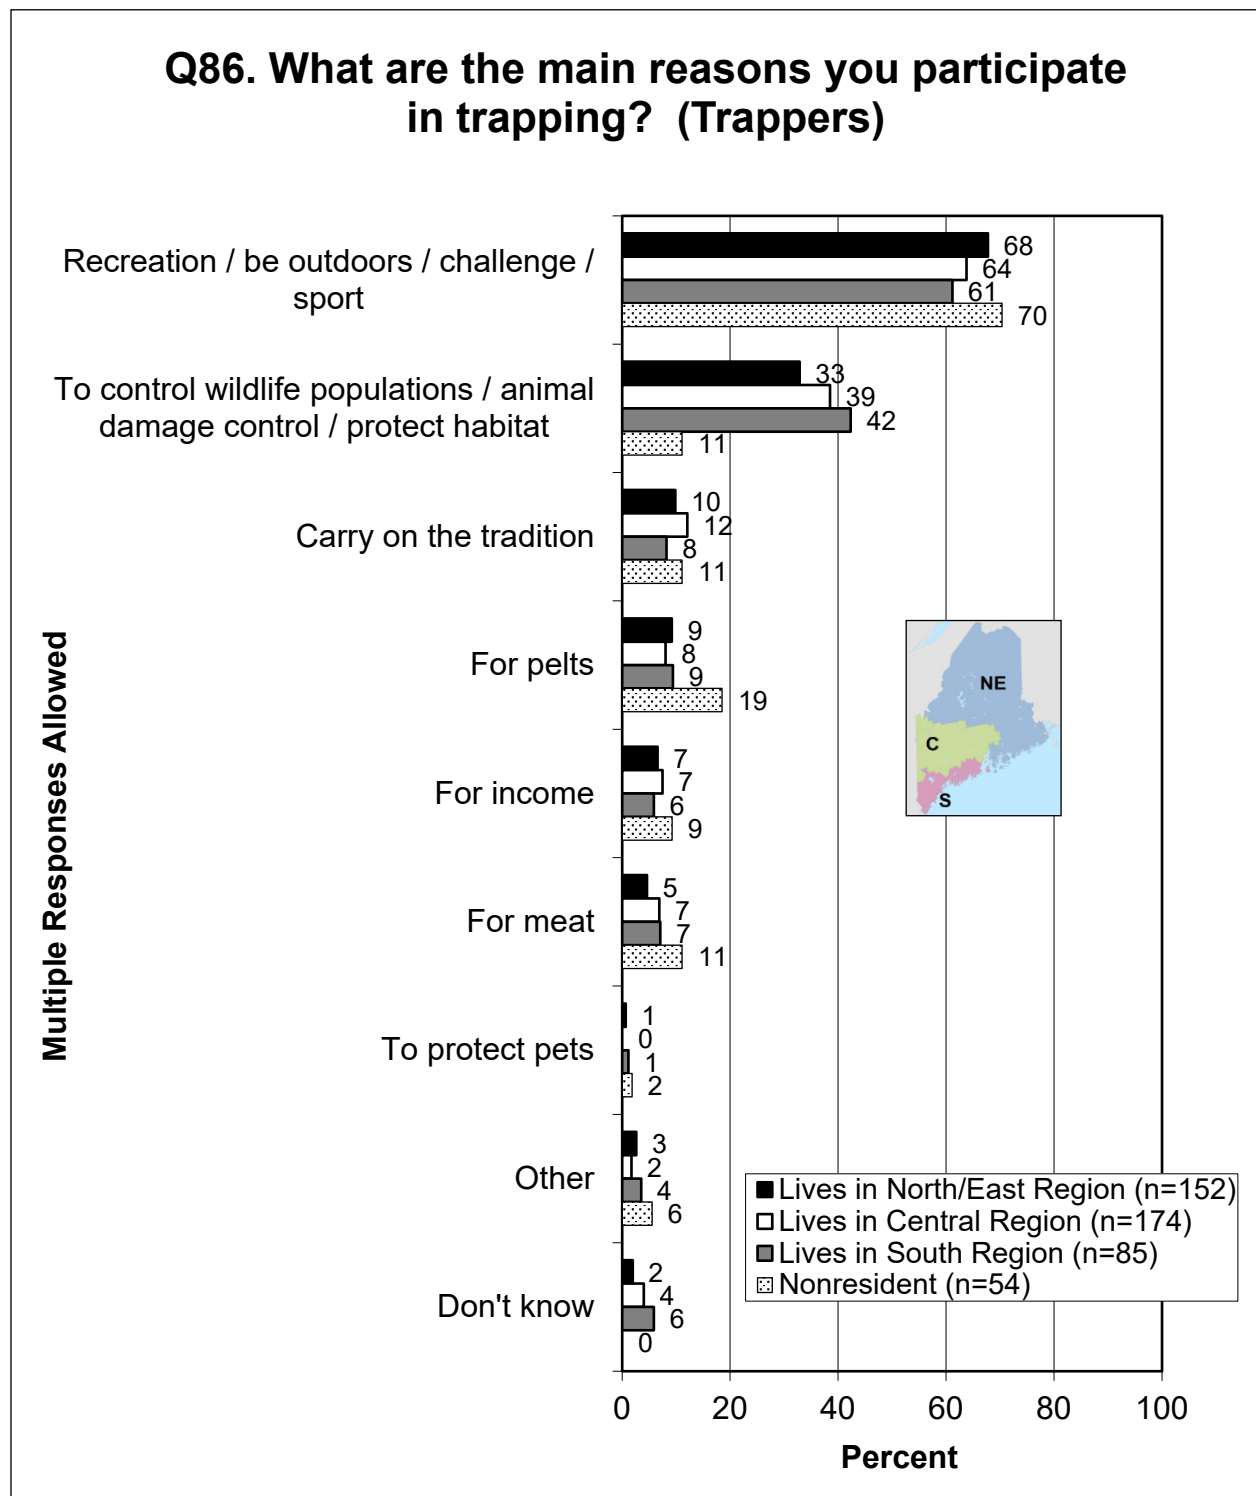 Q86. What are the main reasons you participate
in trapping? (Trappers)
Multiple Responses Allowed
Recreation / be outdoors / challenge /
sport
68
64
61
70
To control wildlife populations / animal
damage control / protect habitat
33
39
42
11
Carry on the tradition
10
12
8
11
For pelts
9
8
9
19
For income
7
7
6
9
For meat
5
7
7
11
To protect pets
1
0
1
2
Other
3
2
4
6
Don't know
2
4
6
0
NE
C
S
Lives in North/East Region (n=152)
Lives in Central Region (n=174)
Lives in South Region (n=85)
Nonresident (n=54)
0 20 40 60 80 100
Percent